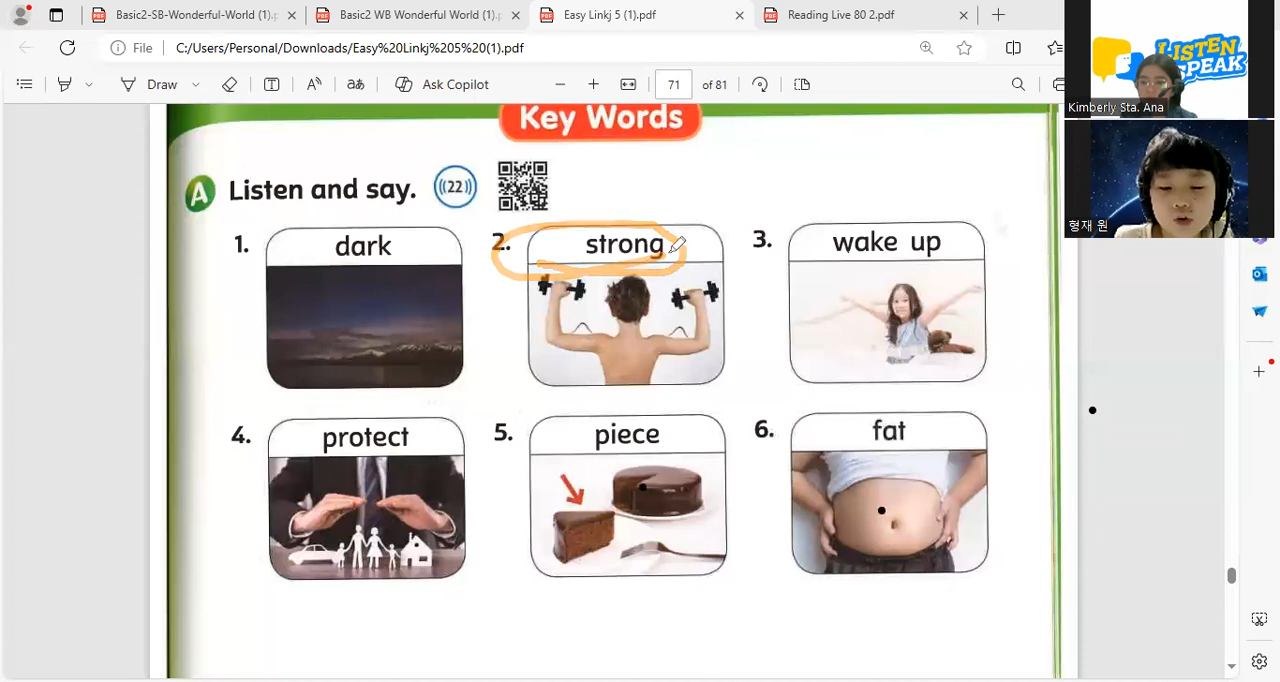 Basic2-SB-Wonderful-World (1).p
Basic2 WB Wonderful World (1).p
Easy Linkj 5 (1).pdf
Reading Live 80 2.pdf
File
C:/Users/Personal/Downloads/Easy%20Linkj%205%20(1).pdf
Draw
Ask Copilot
71 of 81
LISTEN
SPEAK
Kimberly Sta. Ana
형재 원
Key Words
A Listen and say. 22
1. dark
2. strong
3. wake up
4. protect
5. piece
6. fat